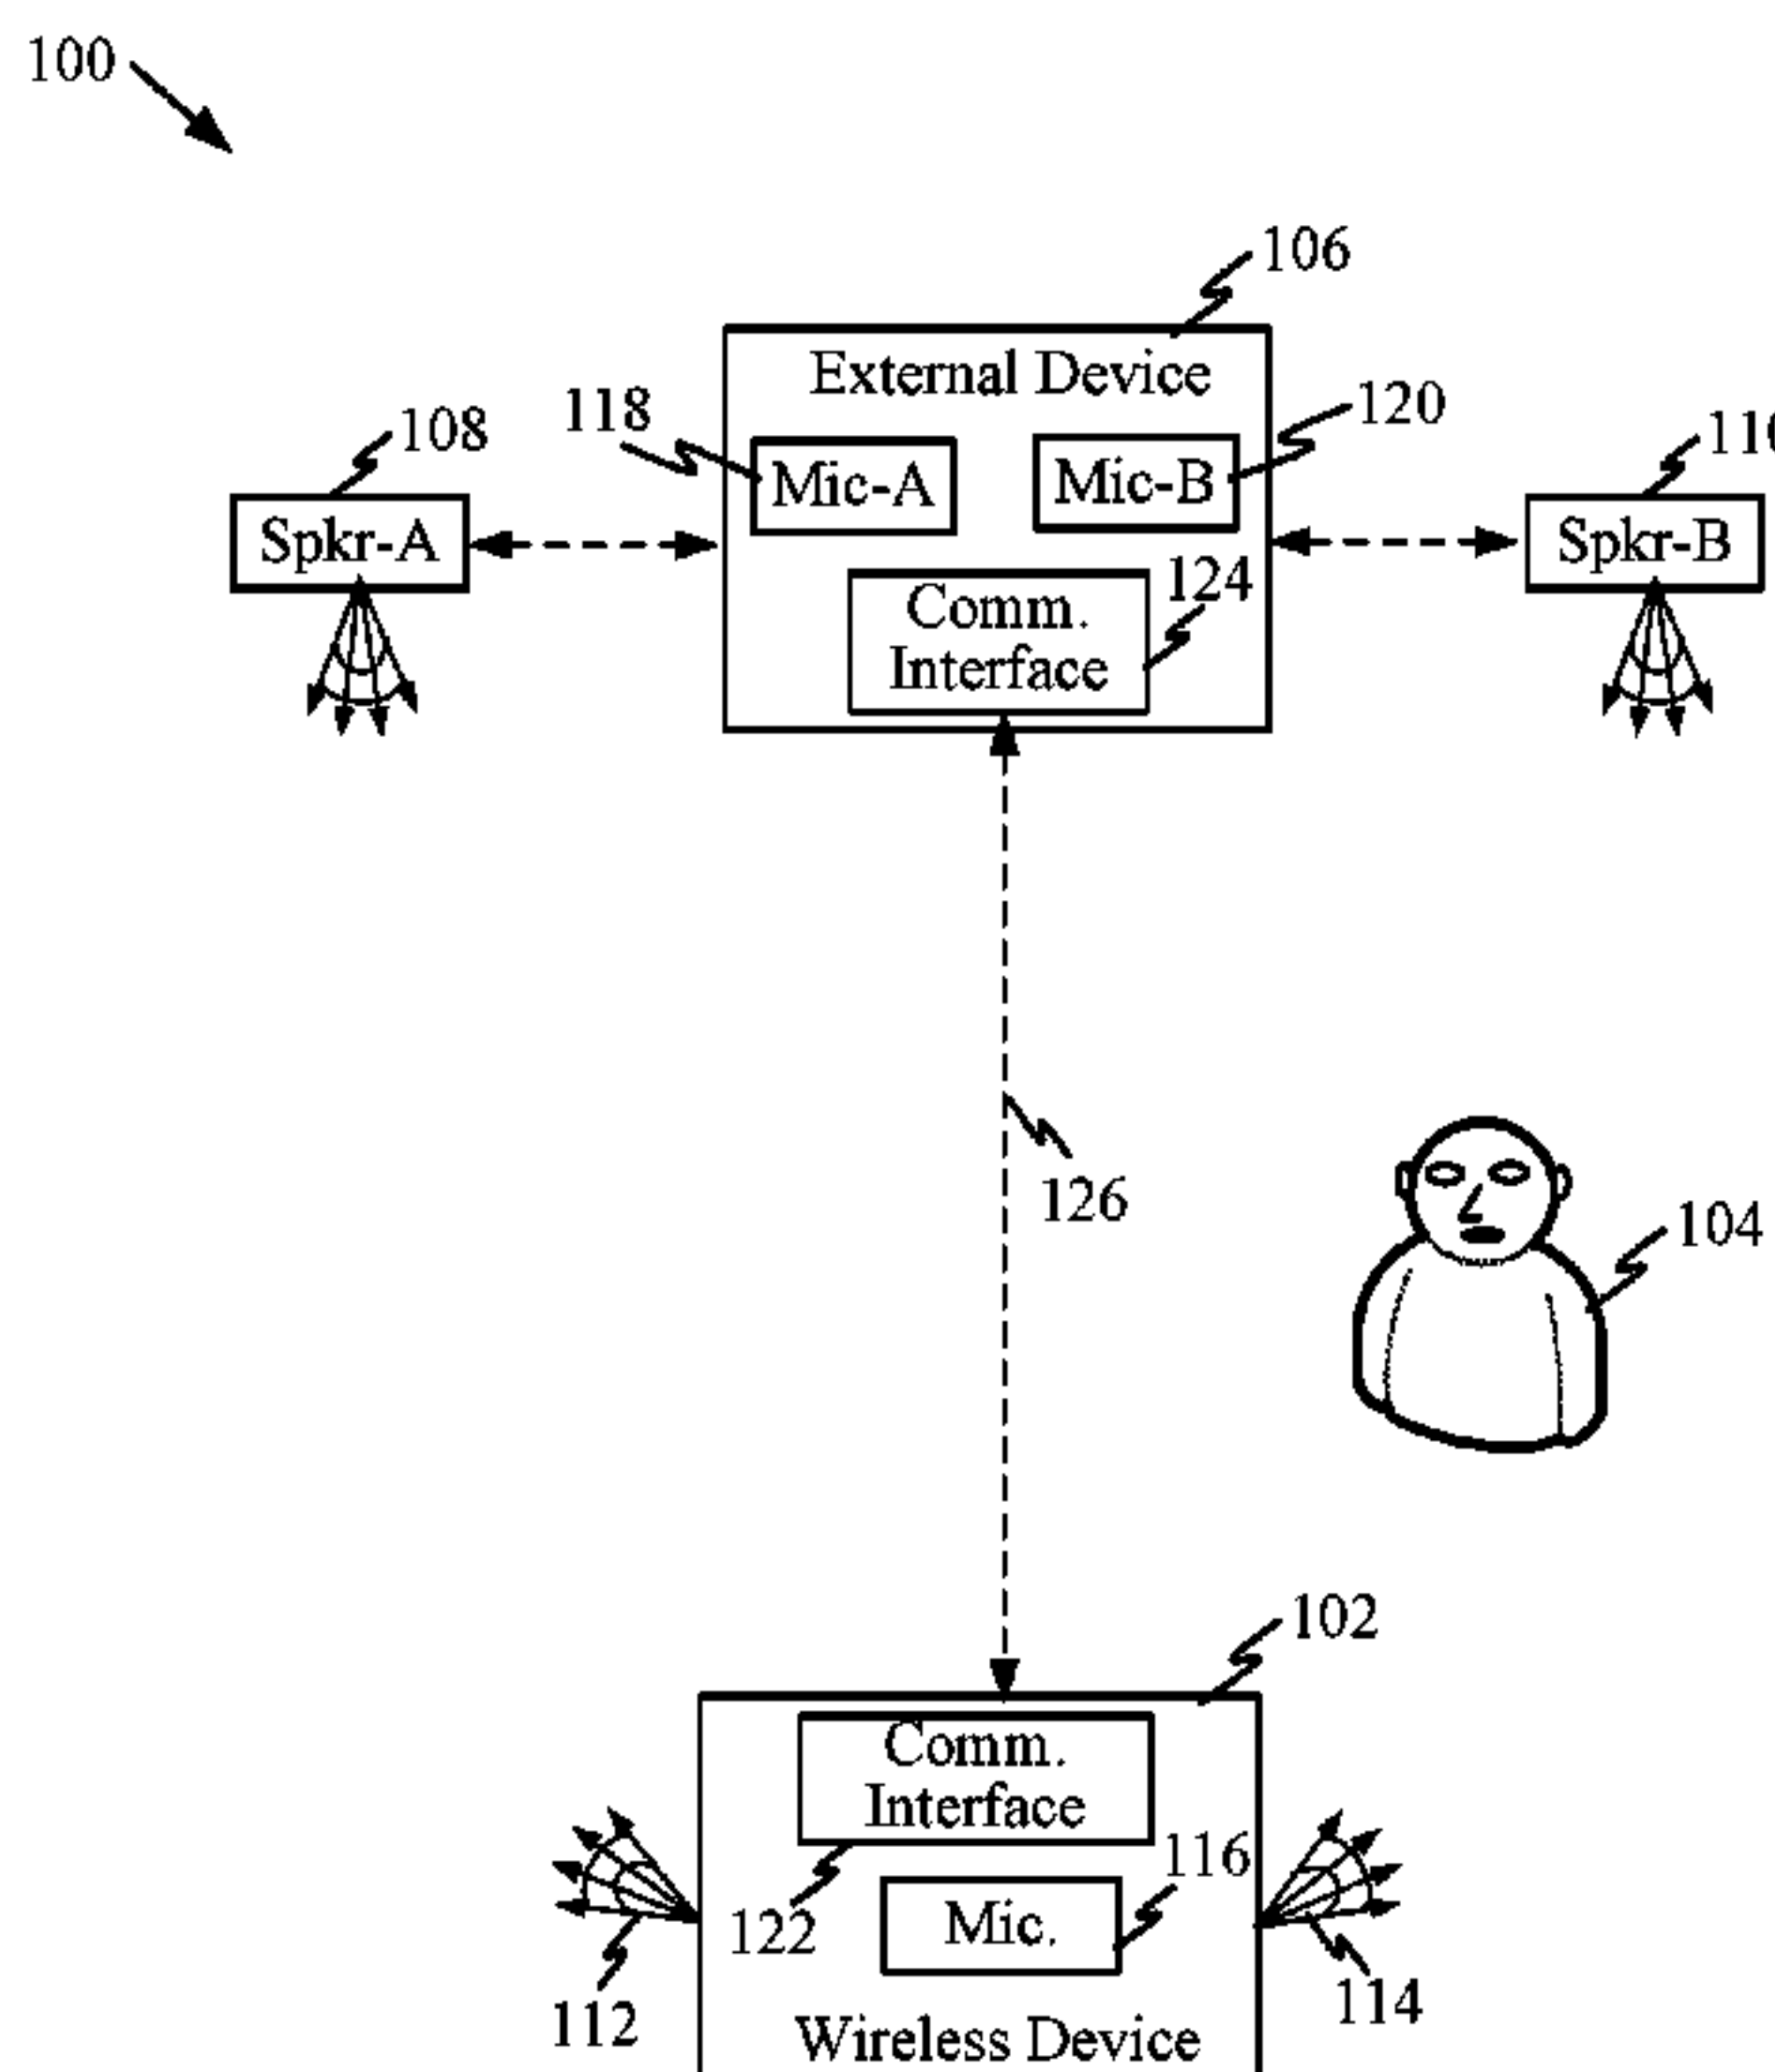 100
106
External Device
118
120
108
110
Mic-A
Mic-B
Spkr-A
Spkr-B
124
Comm.
Interface
126
104
102
Comm.
Interface
116
122
Mic.
112
114
Wireless Device